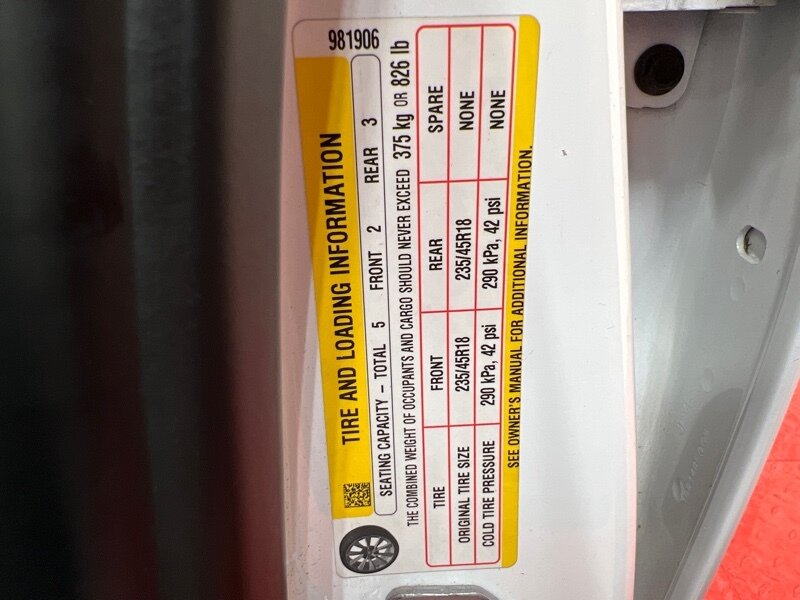 981906
TIRE AND LOADING INFORMATION
SEATING CAPACITY – TOTAL 5 FRONT 2 REAR 3
THE COMBINED WEIGHT OF OCCUPANTS AND CARGO SHOULD NEVER EXCEED 375 kg OR 826 lb
TIRE FRONT REAR SPARE
ORIGINAL TIRE SIZE 235/45R18 235/45R18 NONE
COLD TIRE PRESSURE 290 kPa, 42 psi 290 kPa, 42 psi NONE
SEE OWNER'S MANUAL FOR ADDITIONAL INFORMATION.